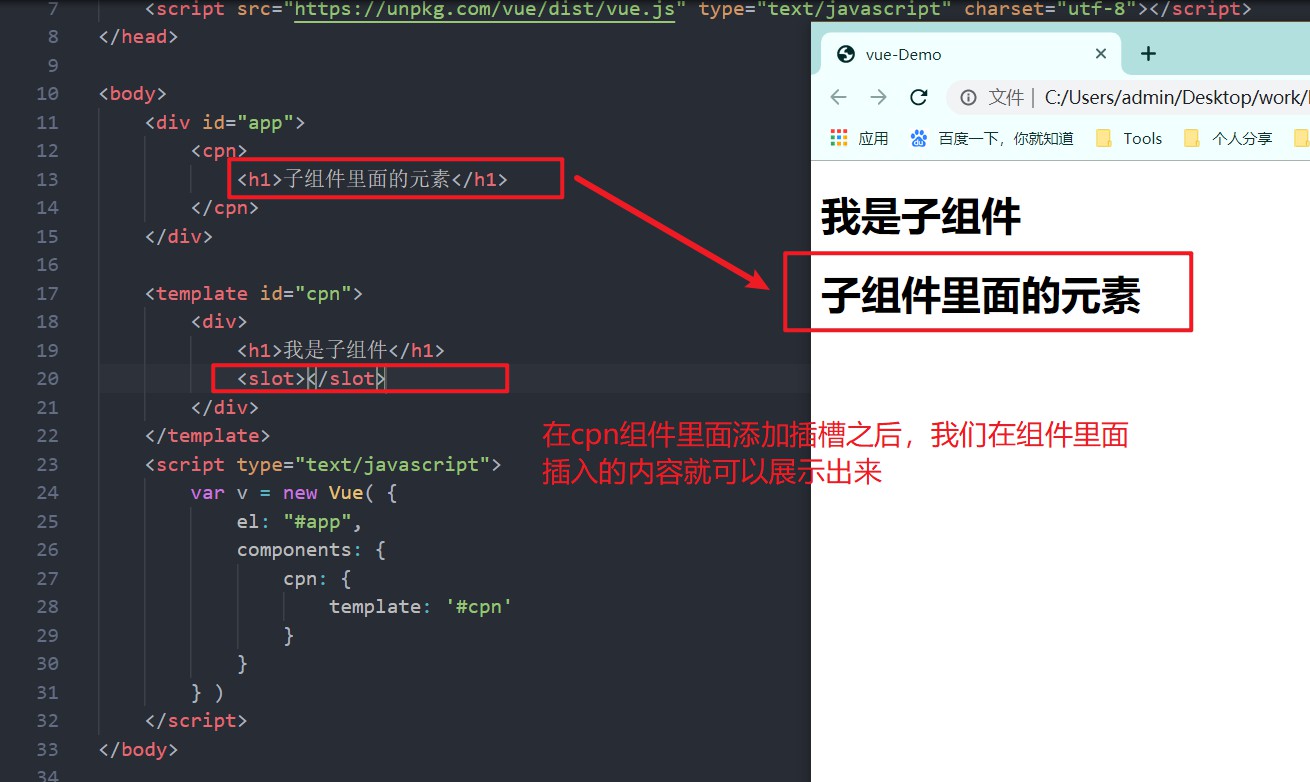 7 <script src="https://unpkg.com/vue/dist/vue.js" type="text/javascript" charset="utf-8"></script>
8 </head>
9
10 <body>
11 <div id="app">
12 <cpn>
13 <h1>子组件里面的元素</h1>
14 </cpn>
15 </div>
16
17 <template id="cpn">
18 <div>
19 <h1>我是子组件</h1>
20 <slot></slot>
21 </div>
22 </template>
23 <script type="text/javascript">
24 var v = new Vue( {
25 el: "#app",
26 components: {
27 cpn: {
28 template: '#cpn'
29 }
30 }
31 } )
32 </script>
33 </body>
34
vue-Demo
文件 | C:/Users/admin/Desktop/work/
应用 百度一下，你就知道 Tools 个人分享
我是子组件
子组件里面的元素
在cpn组件里面添加插槽之后，我们在组件里面
插入的内容就可以展示出来